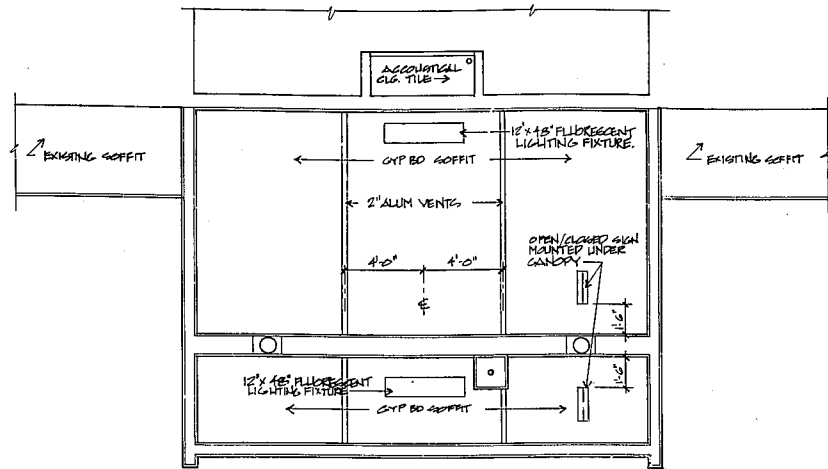 ACCOUSTICAL
CLG. TILE →
12"x48" FLUORESCENT
LIGHTING FIXTURE.
EXISTING SOFFIT
GYP BD SOFFIT
EXISTING SOFFIT
2" ALUM VENTS
OPEN/CLOSED SIGN
MOUNTED UNDER
CANOPY
4'-0"
4'-0"
℄
1'-6"
1'-6"
12"x48" FLUORESCENT
LIGHTING FIXTURE
GYP BD SOFFIT